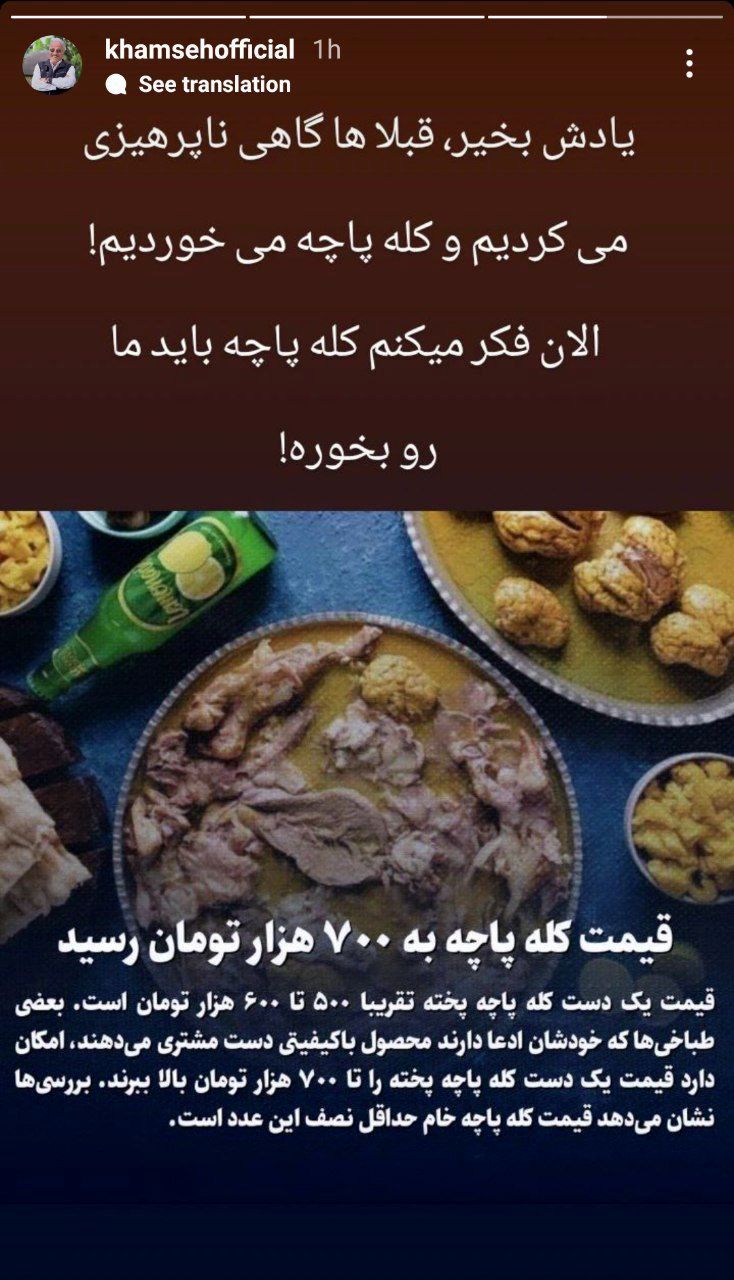 khamsehofficial 1h
See translation
یادش بخیر، قبلا ها گاهی ناپرهیزی
می کردیم و کله پاچه می خوردیم!
الان فکر میکنم کله پاچه باید ما
رو بخوره!
قیمت کله پاچه به ۷۰۰ هزار تومان رسید
قیمت یک دست کله پاچه پخته تقریبا ۵۰۰ تا ۶۰۰ هزار تومان است. بعضی
طباخی‌ها که خودشان ادعا دارند محصول باکیفیتی دست مشتری می‌دهند، امکان
دارد قیمت یک دست کله پاچه پخته را تا ۷۰۰ هزار تومان بالا ببرند. بررسی‌ها
نشان می‌دهد قیمت کله پاچه خام حداقل نصف این عدد است.